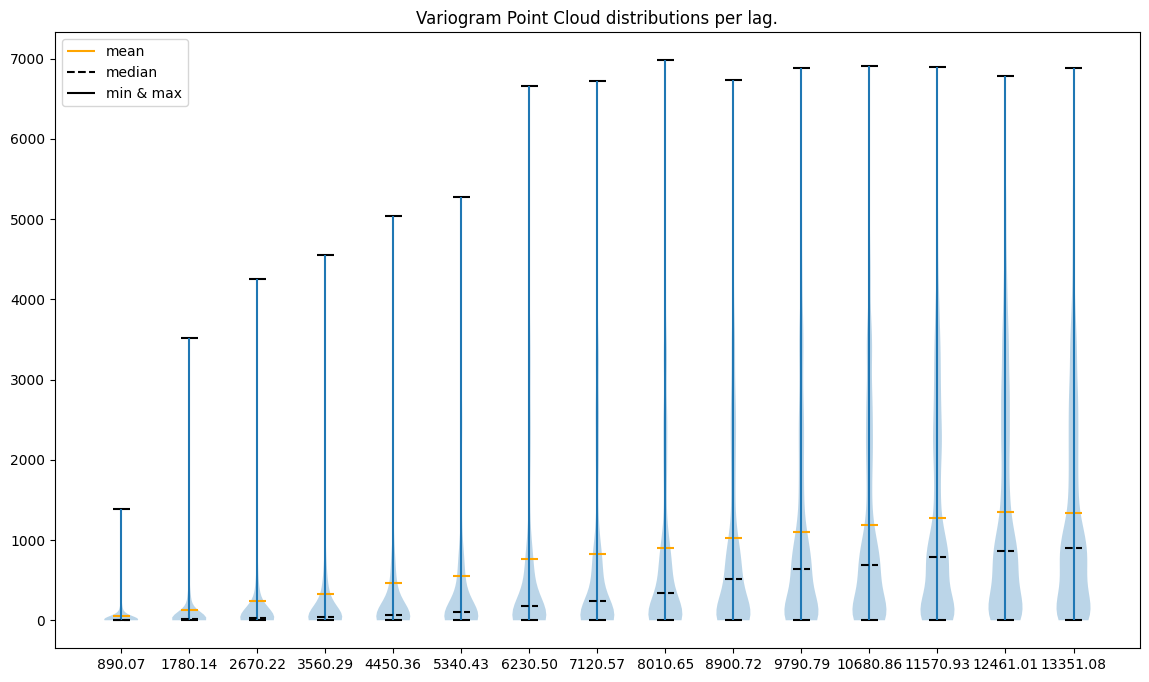 Variogram Point Cloud distributions per lag.
mean
median
min & max
7000
6000
5000
4000
3000
2000
1000
0
890.07 1780.14 2670.22 3560.29 4450.36 5340.43 6230.50 7120.57 8010.65 8900.72 9790.79 10680.86 11570.93 12461.01 13351.08